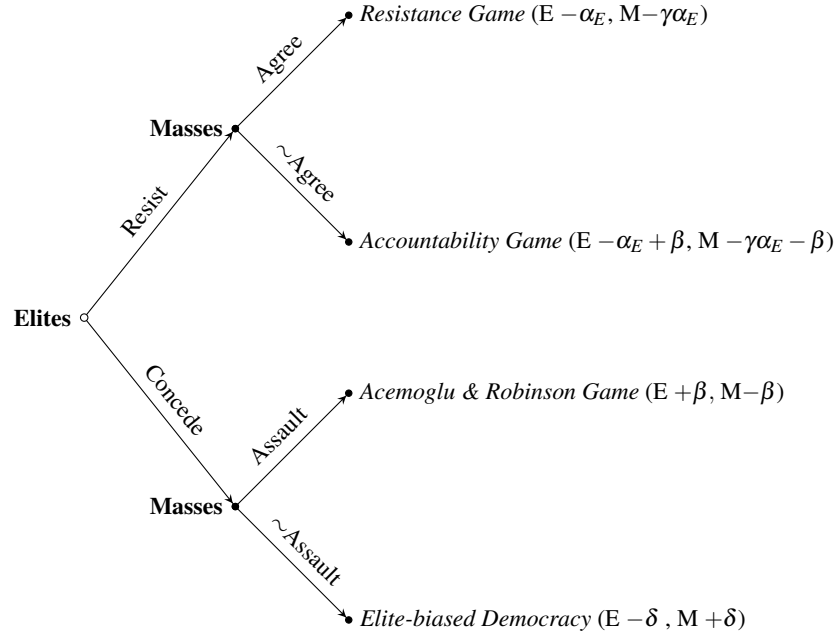 Resistance Game (E −α_E, M−γα_E)
Agree
Masses
~Agree
Resist
Accountability Game (E −α_E + β, M −γα_E − β)
Elites
Concede
Acemoglu & Robinson Game (E +β, M−β)
Assault
Masses
~Assault
Elite-biased Democracy (E −δ , M +δ)